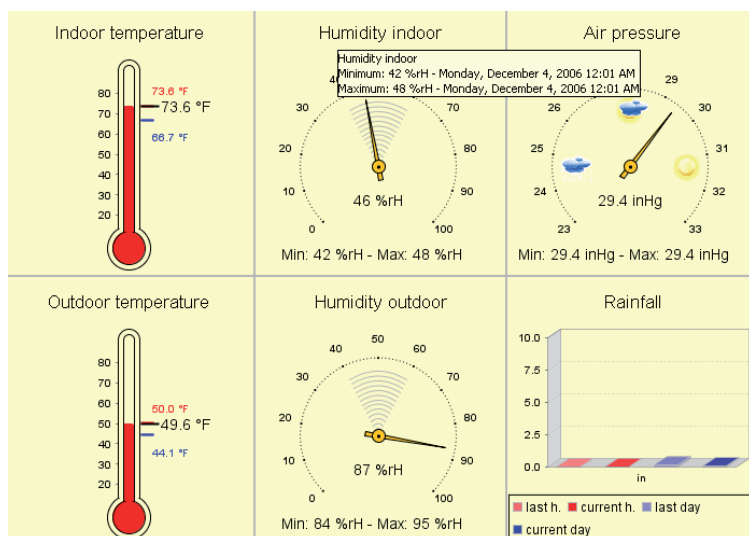 Indoor temperature
80
70
60
50
40
30
20
73.6 °F
73.6 °F
66.7 °F
Humidity indoor
Humidity indoor
Minimum: 42 %rH - Monday, December 4, 2006 12:01 AM
Maximum: 48 %rH - Monday, December 4, 2006 12:01 AM
0
10
20
30
70
80
90
100
46 %rH
Min: 42 %rH - Max: 48 %rH
Air pressure
23
24
25
26
29
30
31
32
33
29.4 inHg
Min: 29.4 inHg - Max: 29.4 inHg
Outdoor temperature
80
70
60
50
40
30
20
50.0 °F
49.6 °F
44.1 °F
Humidity outdoor
0
10
20
30
40
50
60
70
80
90
100
87 %rH
Min: 84 %rH - Max: 95 %rH
Rainfall
10.0
7.5
5.0
2.5
0.0
in
last h. current h. last day
current day